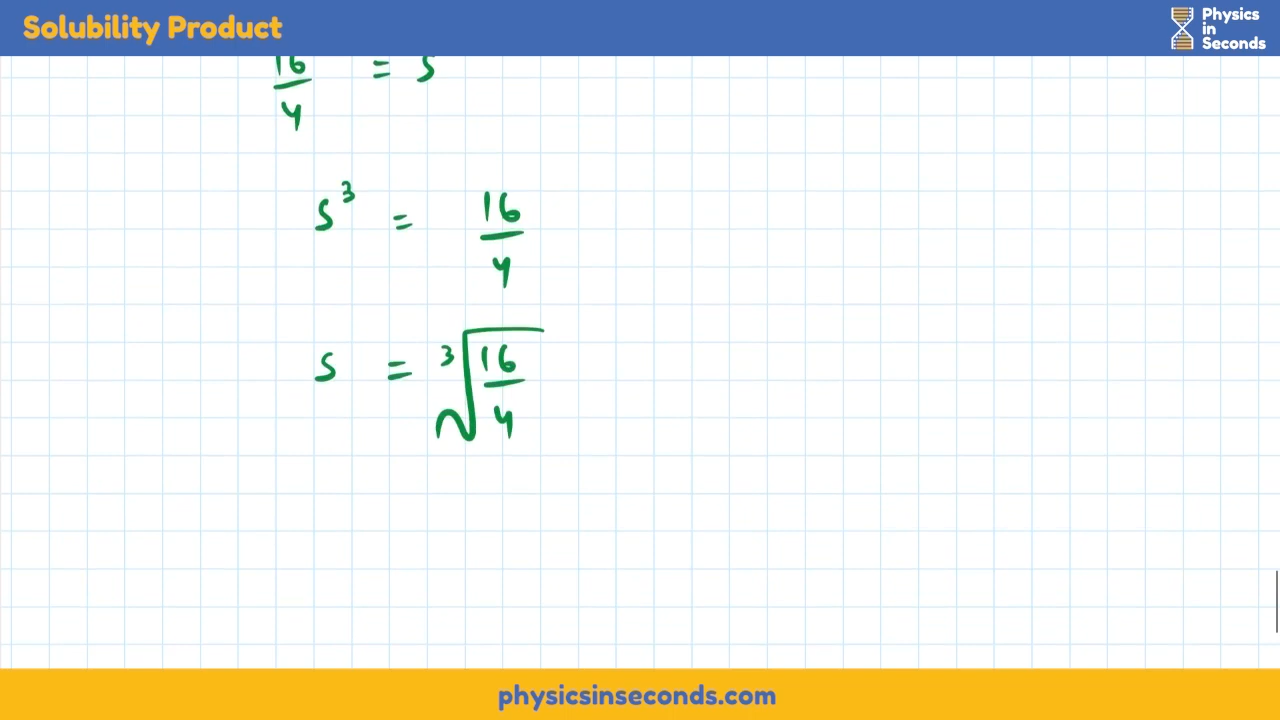 Solubility Product
Physics
in
Seconds
16/4 = s
s³ = 16/4
s = ∛(16/4)
physicsinseconds.com